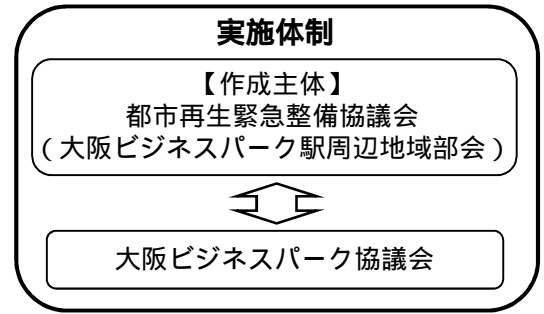 実施体制
【作成主体】
都市再生緊急整備協議会
(大阪ビジネスパーク駅周辺地域部会)
大阪ビジネスパーク協議会